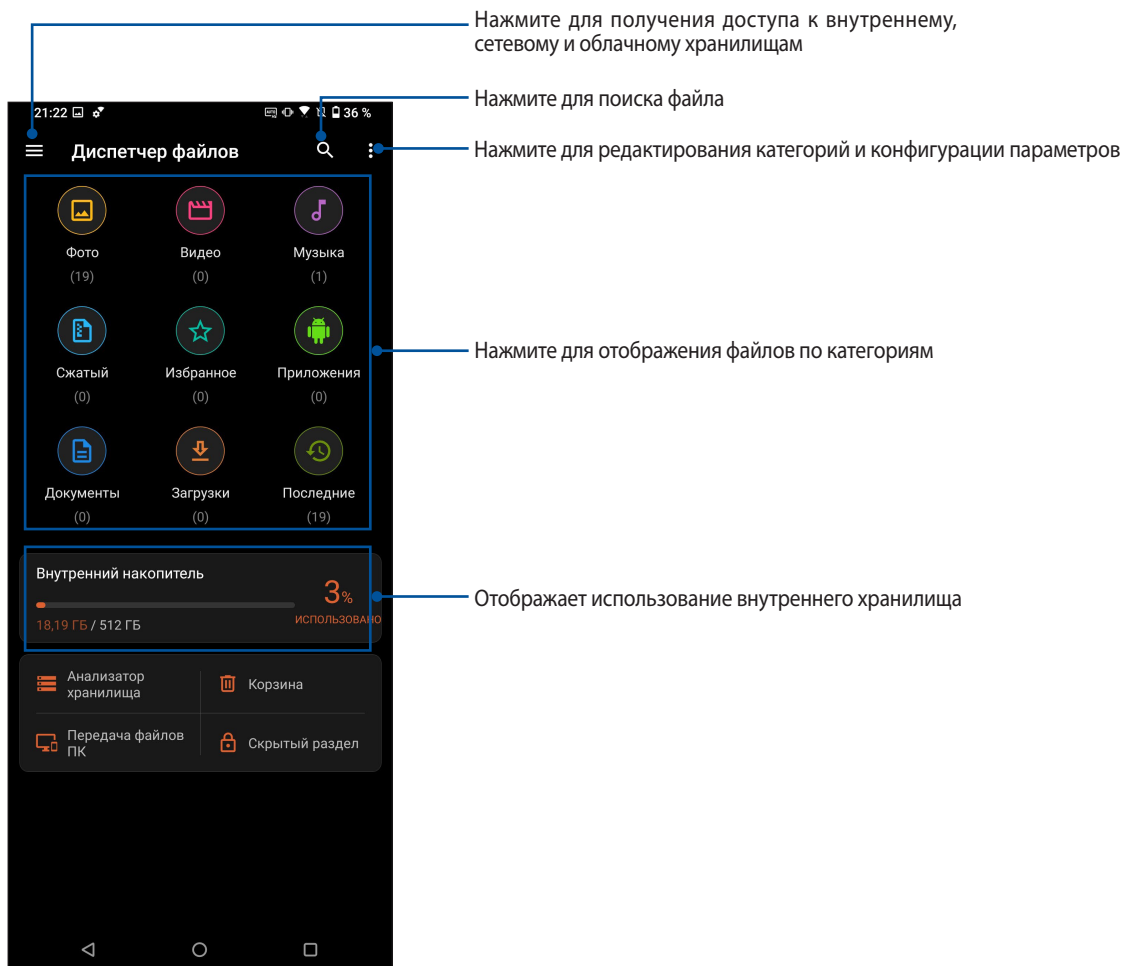 Нажмите для получения доступа к внутреннему,
сетевому и облачному хранилищам
Нажмите для поиска файла
Нажмите для редактирования категорий и конфигурации параметров
Нажмите для отображения файлов по категориям
Отображает использование внутреннего хранилища
21:22 36 %
Диспетчер файлов
Фото Видео Музыка
(19) (0) (1)
Сжатый Избранное Приложения
(0) (0) (0)
Документы Загрузки Последние
(0) (0) (19)
Внутренний накопитель
3%
18,19 ГБ / 512 ГБ ИСПОЛЬЗОВАНО
Анализатор
хранилища
Корзина
Передача файлов
ПК
Скрытый раздел